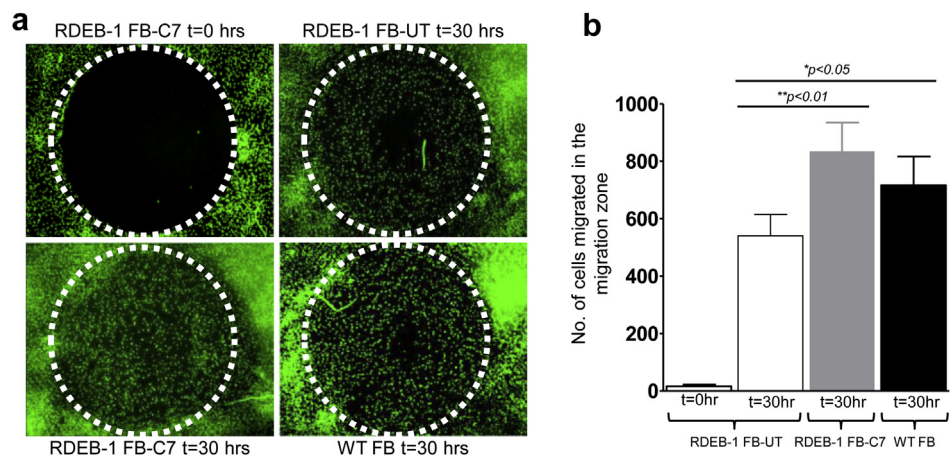 a
RDEB-1 FB-C7 t=0 hrs
RDEB-1 FB-UT t=30 hrs
RDEB-1 FB-C7 t=30 hrs
WT FB t=30 hrs
b
*p<0.05
**p<0.01
No. of cells migrated in the
migration zone
1000
800
600
400
200
0
t=0hr
t=30hr
t=30hr
t=30hr
RDEB-1 FB-UT
RDEB-1 FB-C7
WT FB